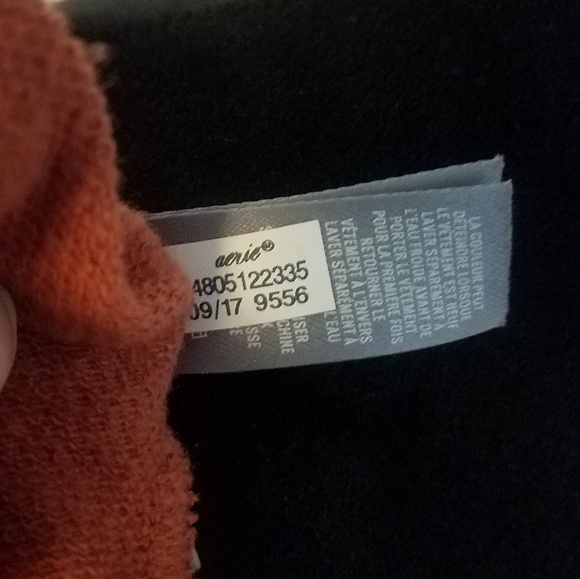 aerie®
4805122335
09/17 9556
LA COULEUR PEUT
DÉTEINDRE LORSQUE
LE VÊTEMENT EST NEUF
LAVER SÉPARÉMENT À
L'EAU FROIDE AVANT DE
PORTER LE VÊTEMENT
POUR LA PREMIÈRE FOIS
RETOURNER LE
VÊTEMENT À L'ENVERS
LAVER SÉPARÉMENT À
L'EAU